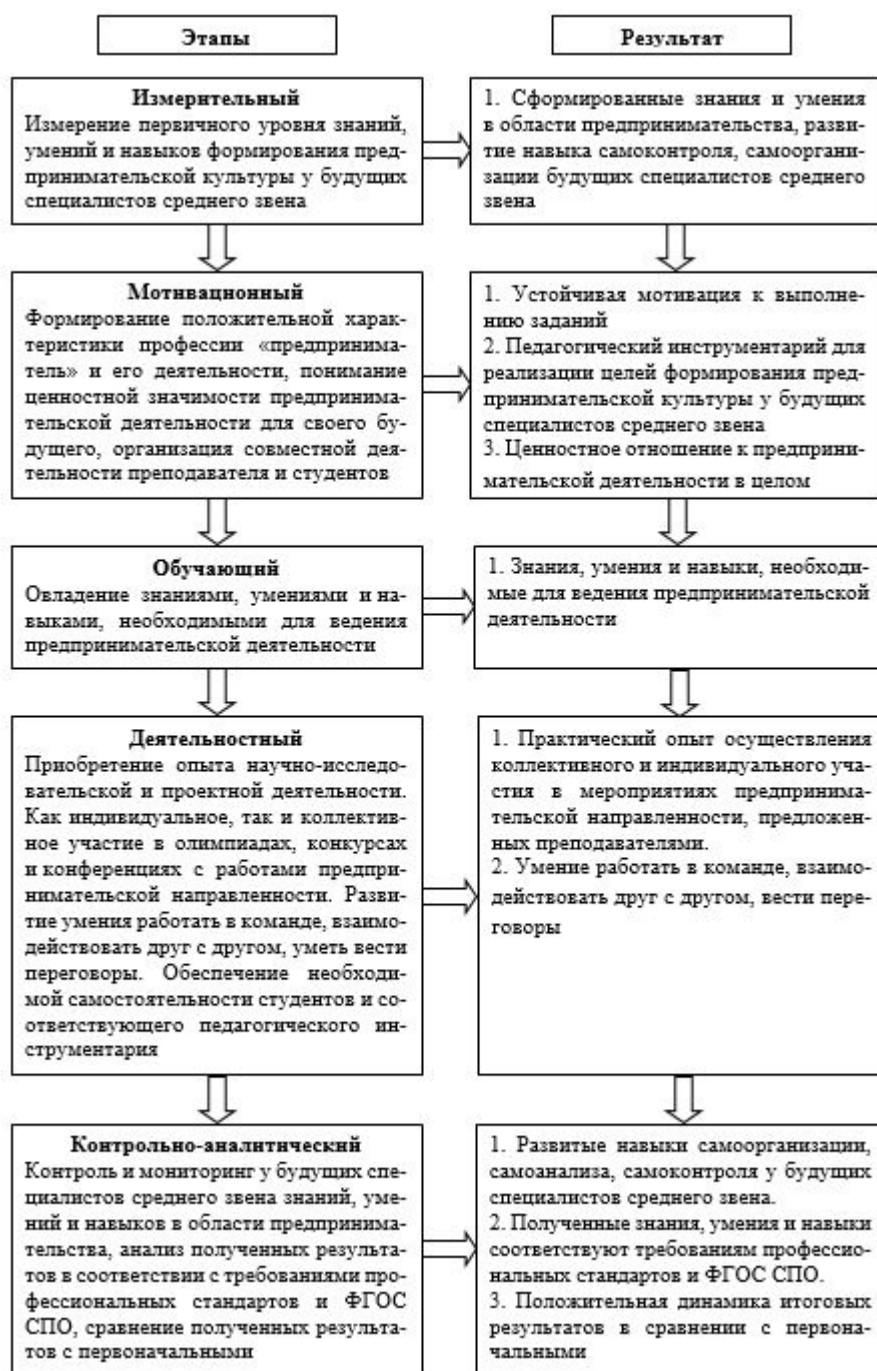 Этапы
Результат
Измерительный
Измерение первичного уровня знаний,
умений и навыков формирования пред-
принимательской культуры у будущих
специалистов среднего звена
1. Сформированные знания и умения
в области предпринимательства, разви-
тие навыка самоконтроля, самоорганы-
зации будущих специалистов среднего
звена
Мотивационный
Формирование положительной харак-
теристики профессии «предпринима-
тель» и его деятельности, понимание
ценностной значимости предпринима-
тельской деятельности для своего бу-
дущего, организация совместной дея-
тельности преподавателя и студентов
1. Устойчивая мотивация к выполне-
нию заданий
2. Педагогический инструментарий для
реализации целей формирования пред-
принимательской культуры у будущих
специалистов среднего звена
3. Ценностное отношение к предприни-
мательской деятельности в целом
Обучающий
Овладение знаниями, умениями и на-
выками, необходимыми для ведения
предпринимательской деятельности
1. Знания, умения и навыки, необходи-
мые для ведения предпринимательской
деятельности
Деятельностный
Приобретение опыта научно-исследо-
вательской и проектной деятельности.
Как индивидуальное, так и коллектив-
ное участие в олимпиадах, конкурсах
и конференциях с работами предпри-
нимательской направленности. Разви-
тие умения работать в команде, взаимо-
действовать друг с другом, уметь вести
переговоры. Обеспечение необходи-
мой самостоятельности студентов и со-
ответствующего педагогического ин-
струментария
1. Практический опыт осуществления
коллективного и индивидуального уча-
стия в мероприятиях предпринима-
тельской направленности, предложен-
ных преподавателями.
2. Умение работать в команде, взаимо-
действовать друг с другом, вести пере-
говоры
Контрольно-аналитический
Контроль и мониторинг у будущих спе-
циалистов среднего звена знаний, уме-
ний и навыков в области предпринима-
тельства, анализ полученных результа-
тов в соответствии с требованиями про-
фессиональных стандартов и ФГОС
СПО, сравнение полученных результа-
тов с первоначальными
1. Развитые навыки самоорганизации,
самоанализа, самоконтроля у будущих
специалистов среднего звена.
2. Полученные знания, умения и навыки
соответствуют требованиям профессио-
нальных стандартов и ФГОС СПО.
3. Положительная динамика итоговых
результатов в сравнении с первона-
чальными